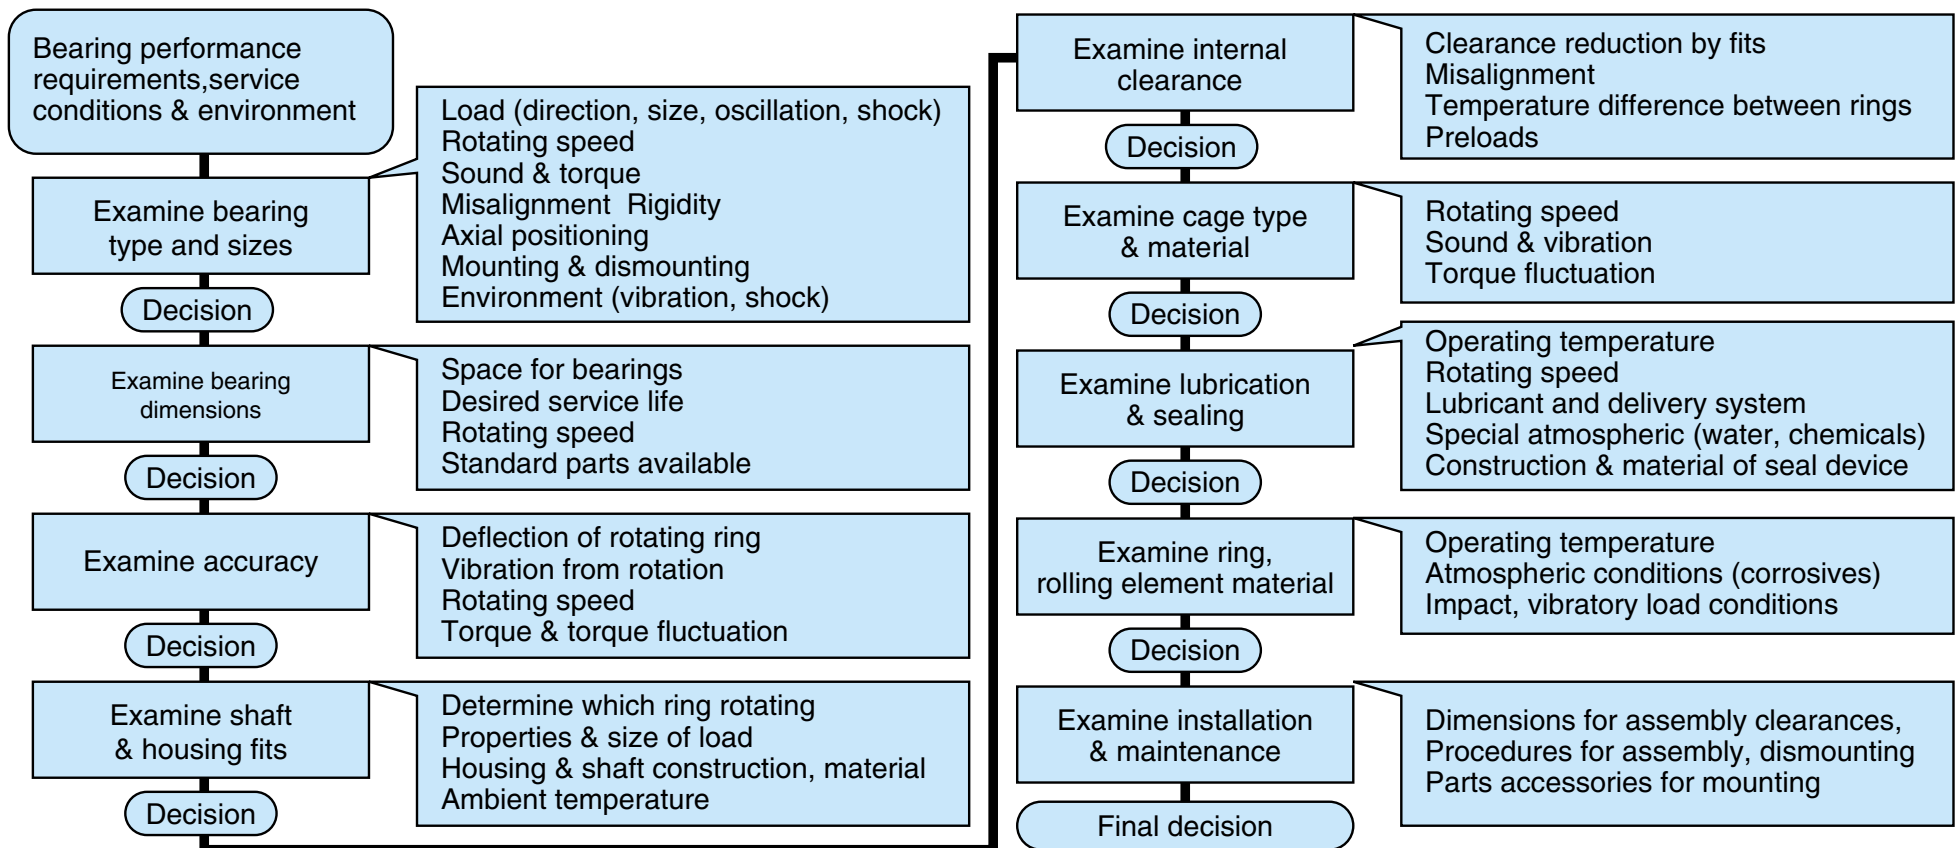 Bearing performance
requirements,service
conditions & environment
Examine bearing
type and sizes
Load (direction, size, oscillation, shock)
Rotating speed
Sound & torque
Misalignment  Rigidity
Axial positioning
Mounting & dismounting
Environment (vibration, shock)
Decision
Examine bearing
dimensions
Space for bearings
Desired service life
Rotating speed
Standard parts available
Decision
Examine accuracy
Deflection of rotating ring
Vibration from rotation
Rotating speed
Torque & torque fluctuation
Decision
Examine shaft
& housing fits
Determine which ring rotating
Properties & size of load
Housing & shaft construction, material
Ambient temperature
Decision
Examine internal
clearance
Clearance reduction by fits
Misalignment
Temperature difference between rings
Preloads
Decision
Examine cage type
& material
Rotating speed
Sound & vibration
Torque fluctuation
Decision
Examine lubrication
& sealing
Operating temperature
Rotating speed
Lubricant and delivery system
Special atmospheric (water, chemicals)
Construction & material of seal device
Decision
Examine ring,
rolling element material
Operating temperature
Atmospheric conditions (corrosives)
Impact, vibratory load conditions
Decision
Examine installation
& maintenance
Dimensions for assembly clearances,
Procedures for assembly, dismounting
Parts accessories for mounting
Final decision